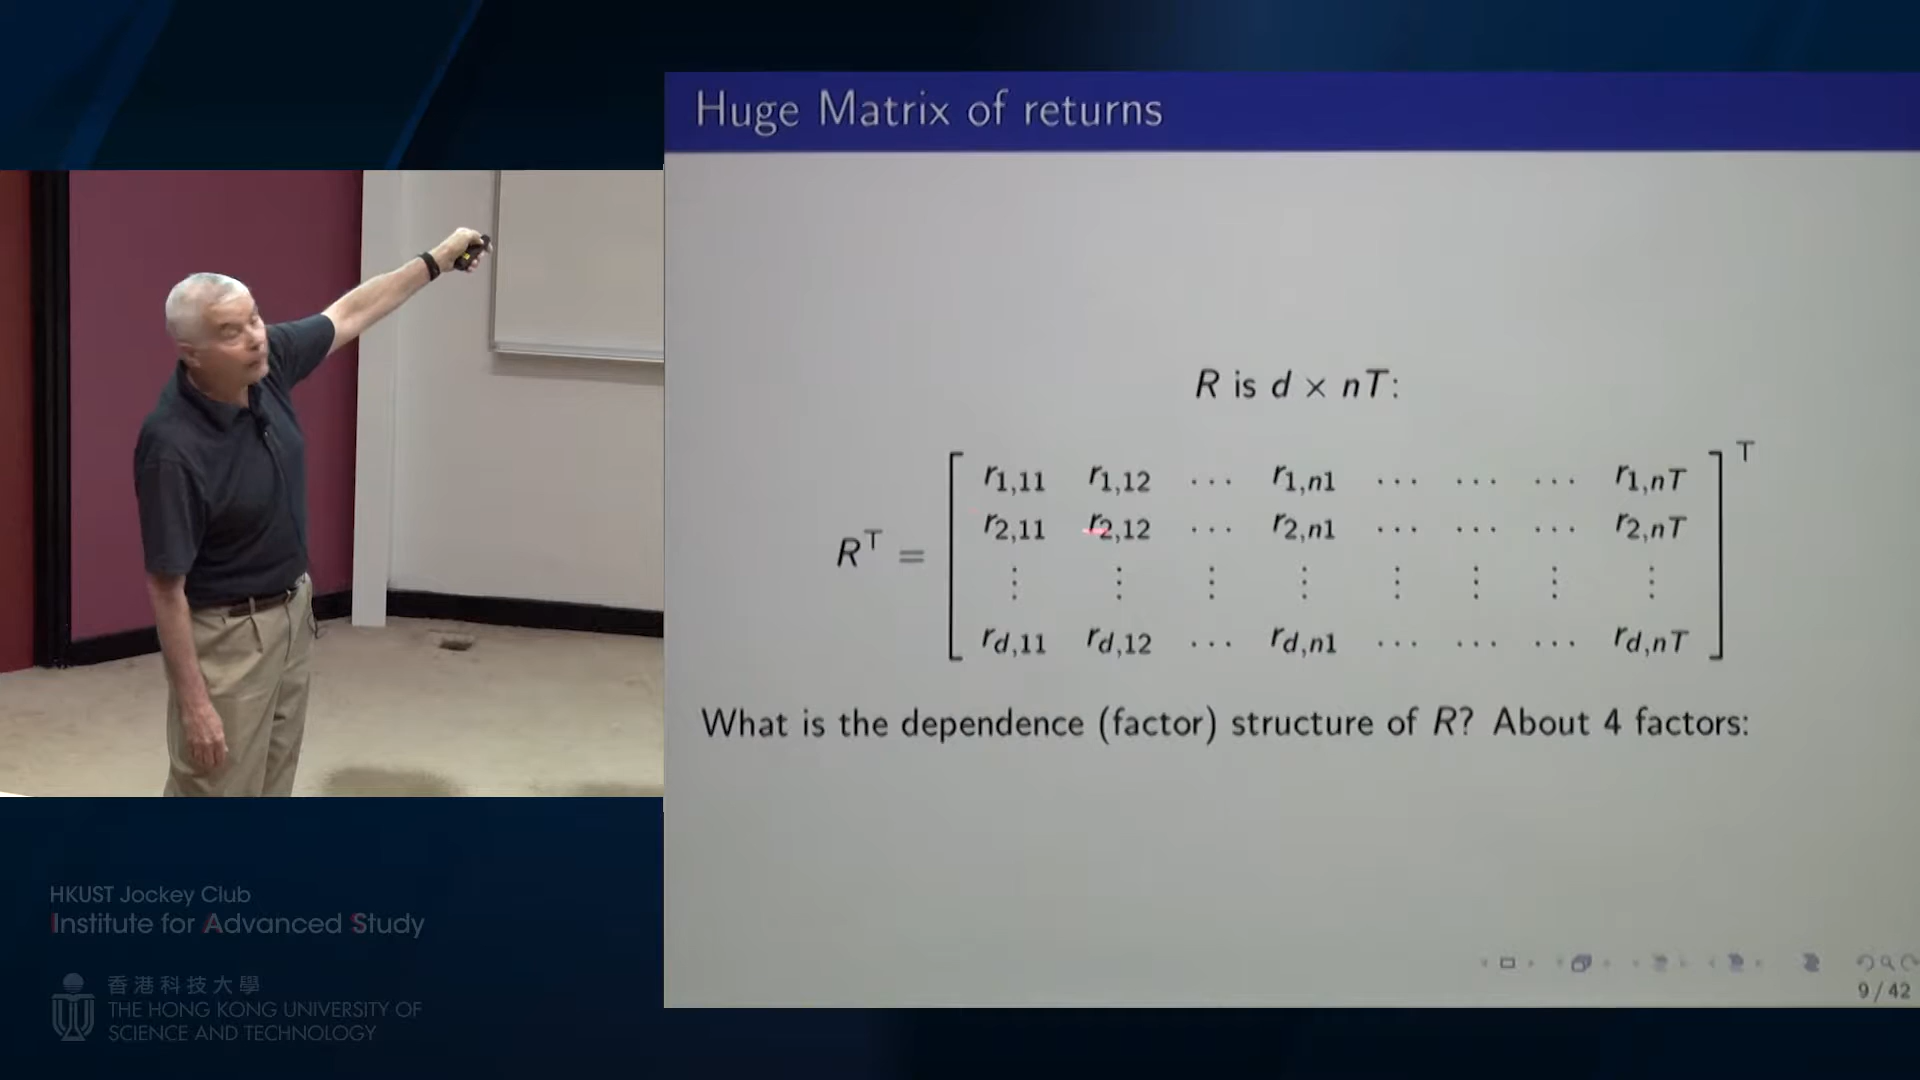 Huge Matrix of returns
R is d × nT:
R^T = [ r_{1,11} r_{1,12} ⋯ r_{1,n1} ⋯ ⋯ ⋯ r_{1,nT} ]^T
r_{2,11} r_{2,12} ⋯ r_{2,n1} ⋯ ⋯ ⋯ r_{2,nT}
⋮ ⋮ ⋮ ⋮ ⋮ ⋮ ⋮ ⋮
r_{d,11} r_{d,12} ⋯ r_{d,n1} ⋯ ⋯ ⋯ r_{d,nT}
What is the dependence (factor) structure of R? About 4 factors:
9 / 42
HKUST Jockey Club
Institute for Advanced Study
香港科技大學
THE HONG KONG UNIVERSITY OF
SCIENCE AND TECHNOLOGY